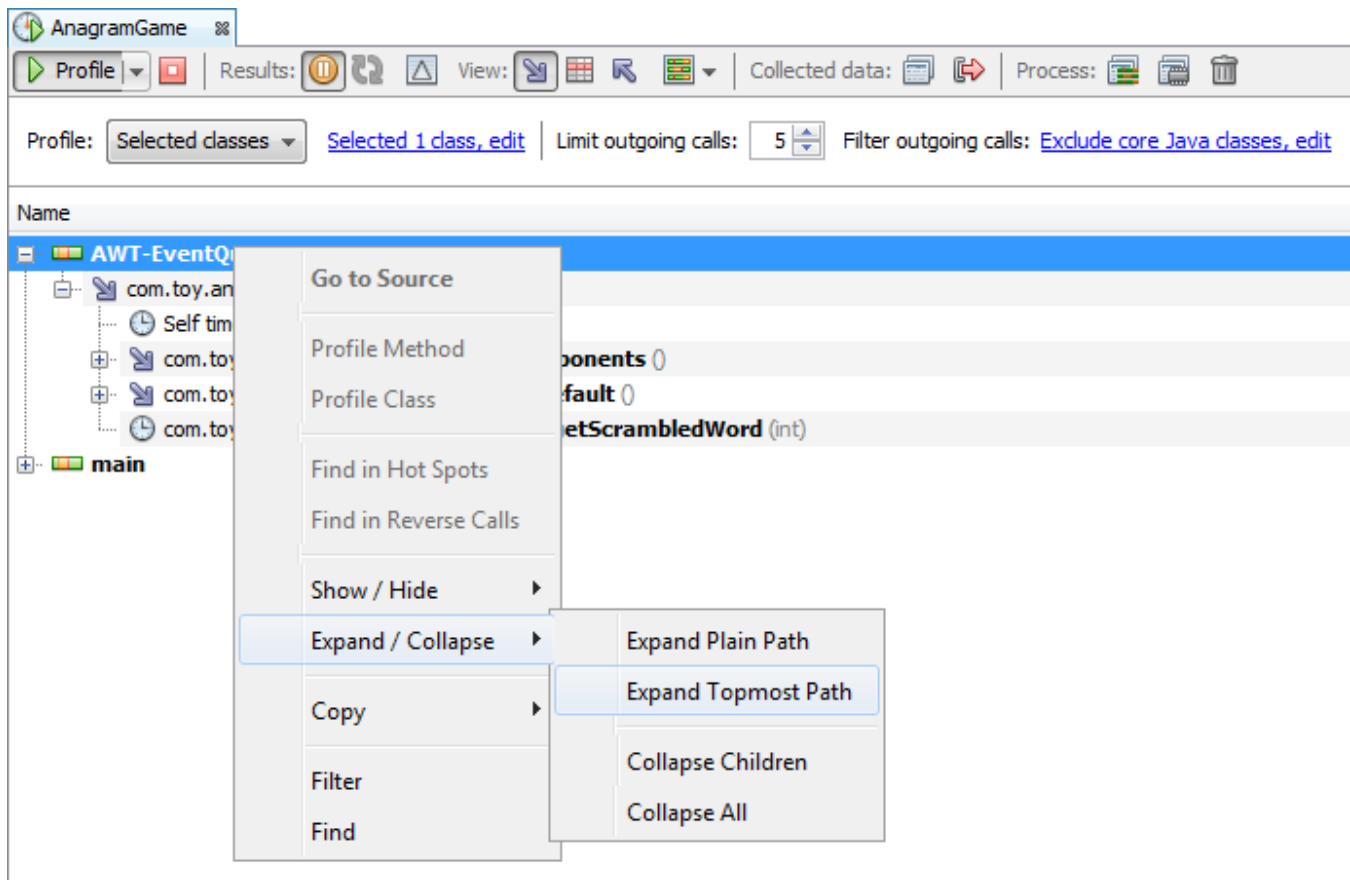 AnagramGame
Profile Results: View: Collected data: Process:
Profile: Selected classes Selected 1 class, edit Limit outgoing calls: 5 Filter outgoing calls: Exclude core Java classes, edit
Name
AWT-EventQ
com.toy.an
Self tim
com.toy ponents ()
com.toy fault ()
com.toy etScrambledWord (int)
main
Go to Source
Profile Method
Profile Class
Find in Hot Spots
Find in Reverse Calls
Show / Hide
Expand / Collapse
Copy
Filter
Find
Expand Plain Path
Expand Topmost Path
Collapse Children
Collapse All